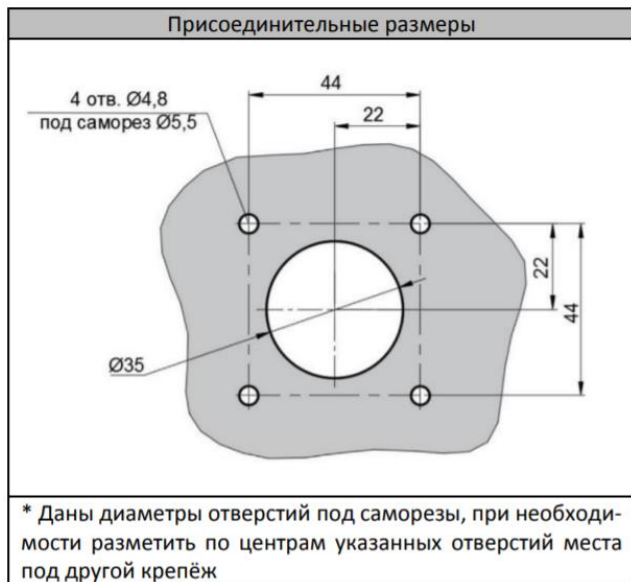 Присоединительные размеры
44
4 отв. Ø4,8
под саморез Ø5,5
22
22
44
Ø35
* Даны диаметры отверстий под саморезы, при необходи-
мости разметить по центрам указанных отверстий места
под другой крепёж